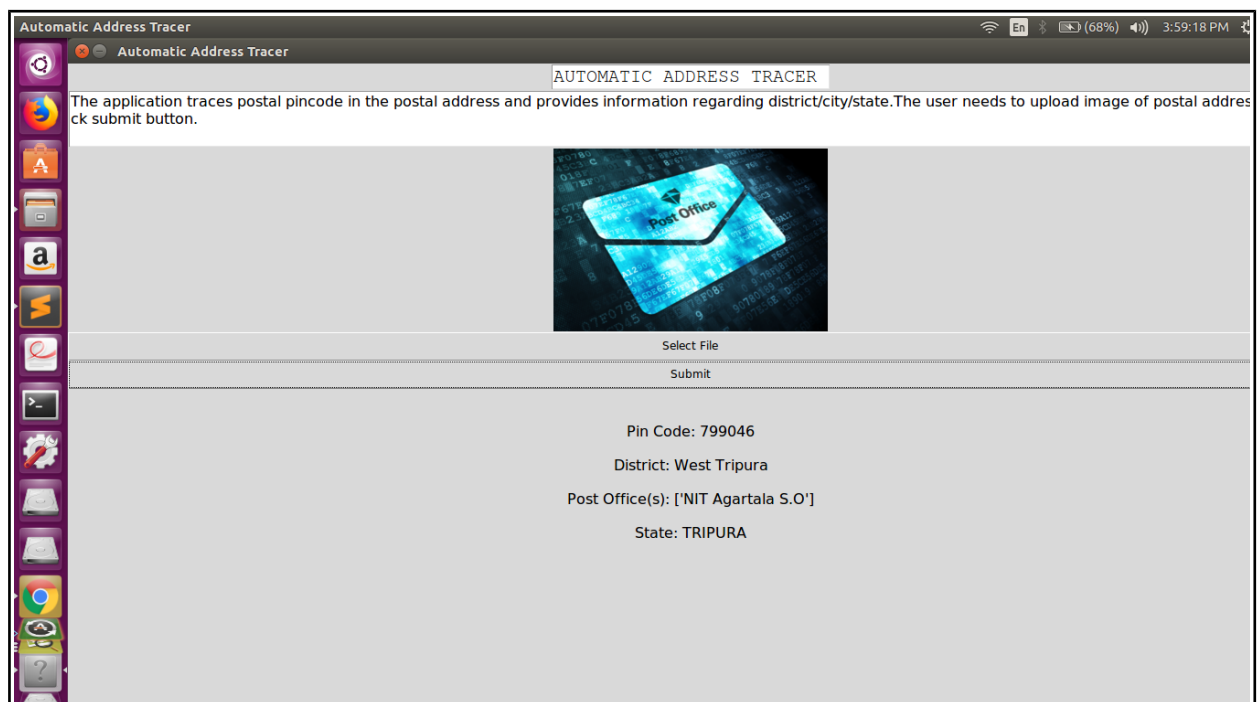 Automatic Address Tracer
En (68%) 3:59:18 PM
Automatic Address Tracer
AUTOMATIC ADDRESS TRACER
The application traces postal pincode in the postal address and provides information regarding district/city/state.The user needs to upload image of postal addres
ck submit button.
Post Office
Select File
Submit
Pin Code: 799046
District: West Tripura
Post Office(s): ['NIT Agartala S.O']
State: TRIPURA